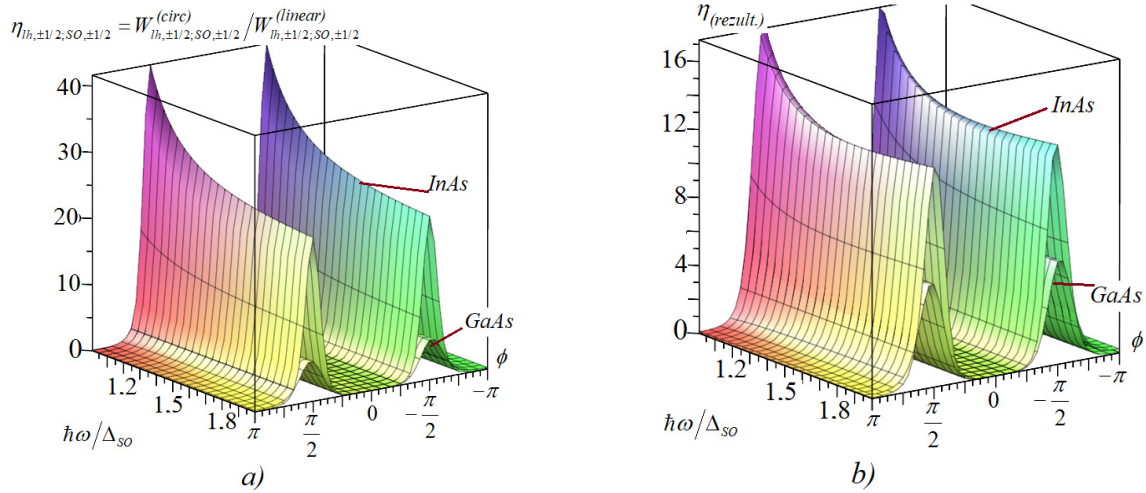 η_{lh,±1/2;SO,±1/2} = W^{(circ)}_{lh,±1/2;SO,±1/2}/W^{(linear)}_{lh,±1/2;SO,±1/2}
40
30
20
10
0
1.2
1.5
1.8
ħω/Δ_{SO}
π
π/2
0
-π/2
-π
ϕ
InAs
GaAs
a)
η_{(rezult.)}
16
12
8
4
0
1.2
1.5
1.8
ħω/Δ_{SO}
π
π/2
0
-π/2
-π
ϕ
InAs
GaAs
b)